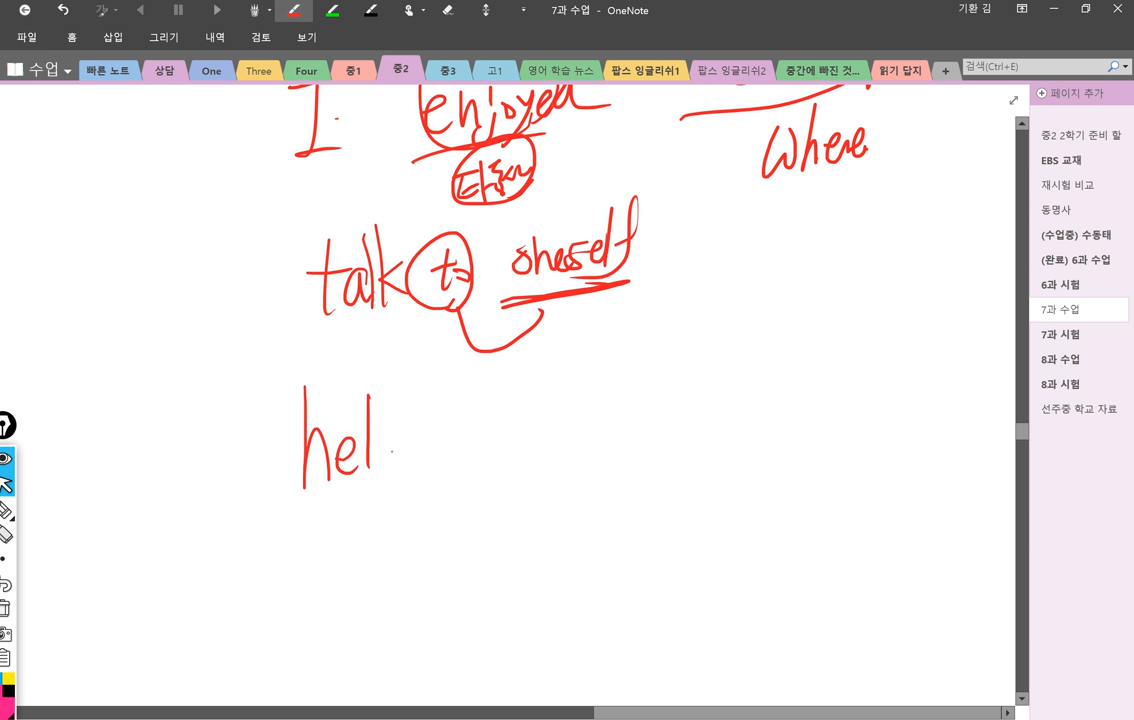 7과 수업 - OneNote
기환 김
파일 홈 삽입 그리기 내역 검토 보기
수업 빠른 노트 상담 One Three Four 중1 중2 중3 고1 영어 학습 뉴스 팝스 잉글리쉬1 팝스 잉글리쉬2 중간에 빠진 것... 읽기 답지 +
검색(Ctrl+E)
페이지 추가
중2 2학기 준비 할
EBS 교재
재시험 비교
동명사
(수업중) 수동태
(완료) 6과 수업
6과 시험
7과 수업
7과 시험
8과 수업
8과 시험
선주중 학교 자료
I enjoyed
where
talk to sheself
hel